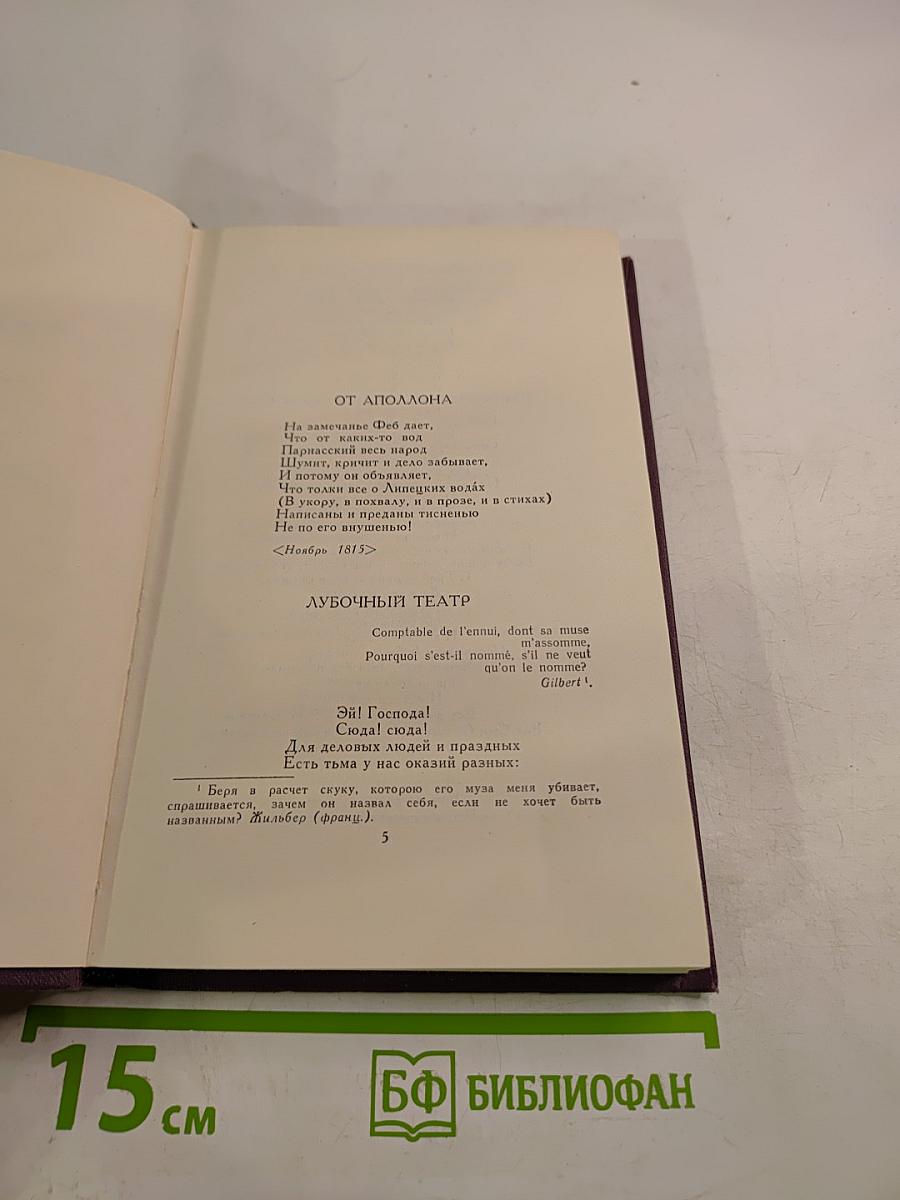 ОТ АПОЛЛОНА
На замечанье Феб дает,
Что от каких-то вод
Парнасский весь народ
Шумит, кричит и дело забывает,
И потому он объявляет,
Что толки все о Липецких вода́х
(В укору, в похвалу, и в прозе, и в стихах)
Написаны и преданы тисненью
Не по его внушенью!
<Ноябрь 1815>
ЛУБОЧНЫЙ ТЕАТР
Comptable de l'ennui, dont sa muse
m'assomme,
Pourquoi s'est-il nommé, s'il ne veut
qu'on le nomme?
Gilbert ¹.
Эй! Господа!
Сюда! сюда!
Для деловых людей и праздных
Есть тьма у нас оказий разных:
¹ Беря в расчет скуку, которою его муза меня убивает,
спрашивается, зачем он назвал себя, если не хочет быть
названным? Жильбер (франц.).
5
15 см
БФ БИБЛИОФАН